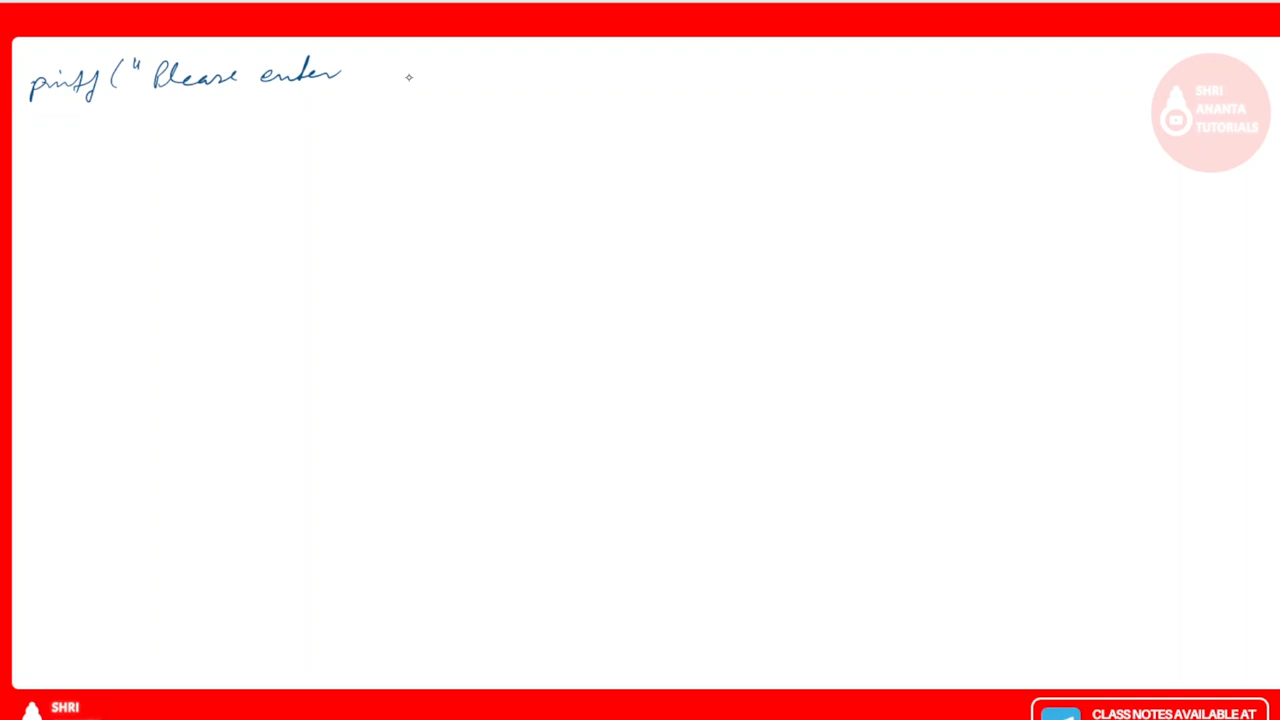 printf (" Please enter
SHRI
ANANTA
TUTORIALS
SHRI
CLASS NOTES AVAILABLE AT